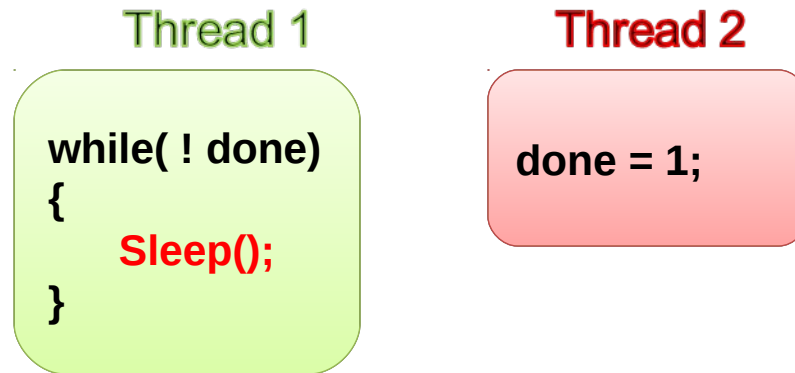 Thread 1
while( ! done)
{
Sleep();
}
Thread 2
done = 1;